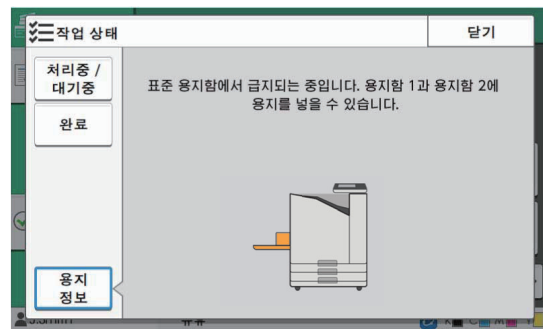 작업 상태
닫기
처리중 /
대기중
표준 용지함에서 급지되는 중입니다. 용지함 1과 용지함 2에
용지를 넣을 수 있습니다.
완료
용지
정보